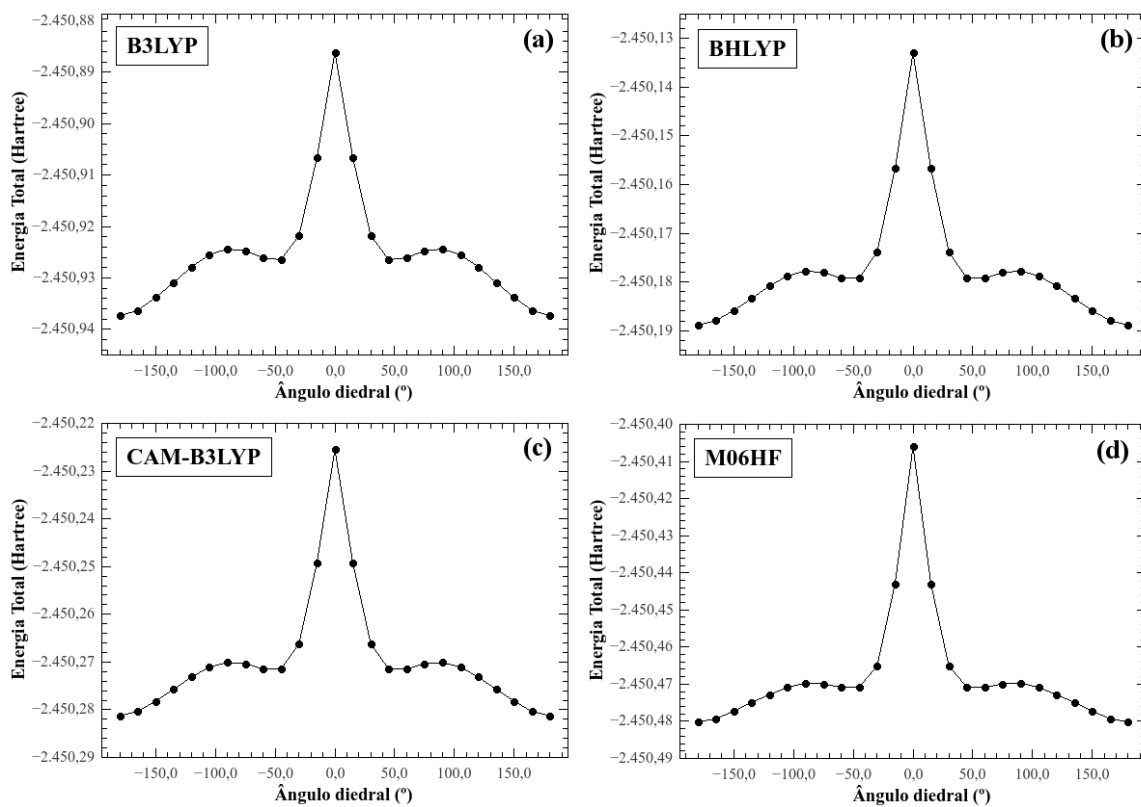 B3LYP
(a)
Energia Total (Hartree)
−2.450,88
−2.450,89
−2.450,90
−2.450,91
−2.450,92
−2.450,93
−2.450,94
−150,0 −100,0 −50,0 0,0 50,0 100,0 150,0
Ângulo diedral (º)
BHLYP
(b)
Energia Total (Hartree)
−2.450,13
−2.450,14
−2.450,15
−2.450,16
−2.450,17
−2.450,18
−2.450,19
−150,0 −100,0 −50,0 0,0 50,0 100,0 150,0
Ângulo diedral (º)
CAM-B3LYP
(c)
Energia Total (Hartree)
−2.450,22
−2.450,23
−2.450,24
−2.450,25
−2.450,26
−2.450,27
−2.450,28
−2.450,29
−150,0 −100,0 −50,0 0,0 50,0 100,0 150,0
Ângulo diedral (º)
M06HF
(d)
Energia Total (Hartree)
−2.450,40
−2.450,41
−2.450,42
−2.450,43
−2.450,44
−2.450,45
−2.450,46
−2.450,47
−2.450,48
−2.450,49
−150,0 −100,0 −50,0 0,0 50,0 100,0 150,0
Ângulo diedral (º)